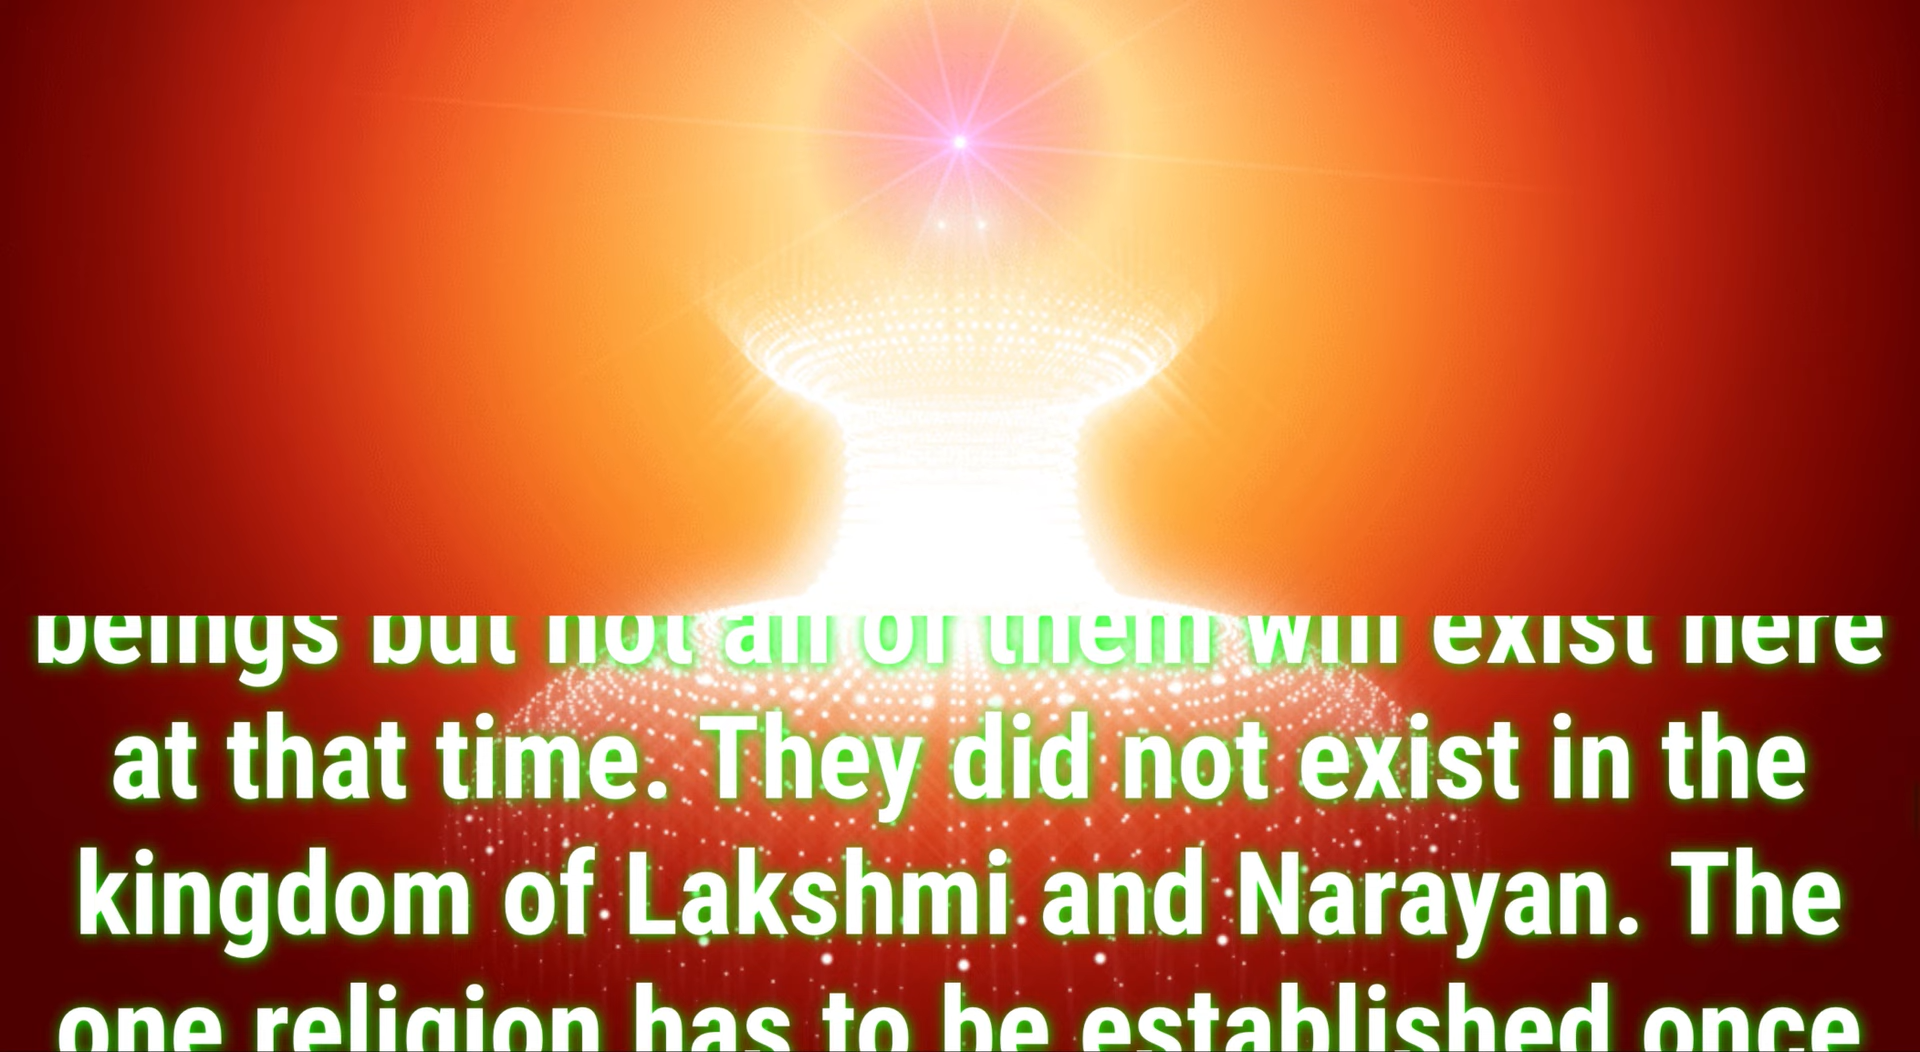 beings but not all of them will exist here
at that time. They did not exist in the
kingdom of Lakshmi and Narayan. The
one religion has to be established once